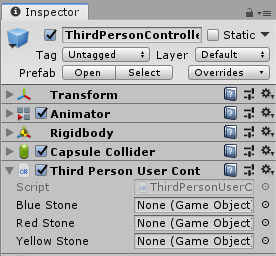 Inspector
ThirdPersonControlle
Static
Tag Untagged Layer Default
Prefab Open Select Overrides
Transform
Animator
Rigidbody
Capsule Collider
Third Person User Cont
Script ThirdPersonUserC
Blue Stone None (Game Object)
Red Stone None (Game Object)
Yellow Stone None (Game Object)